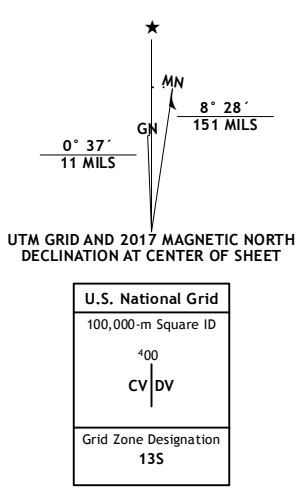 ★
MN
GN
8° 28´
151 MILS
0° 37´
11 MILS
UTM GRID AND 2017 MAGNETIC NORTH
DECLINATION AT CENTER OF SHEET
U.S. National Grid
100,000-m Square ID
⁴00
CV DV
Grid Zone Designation
13S